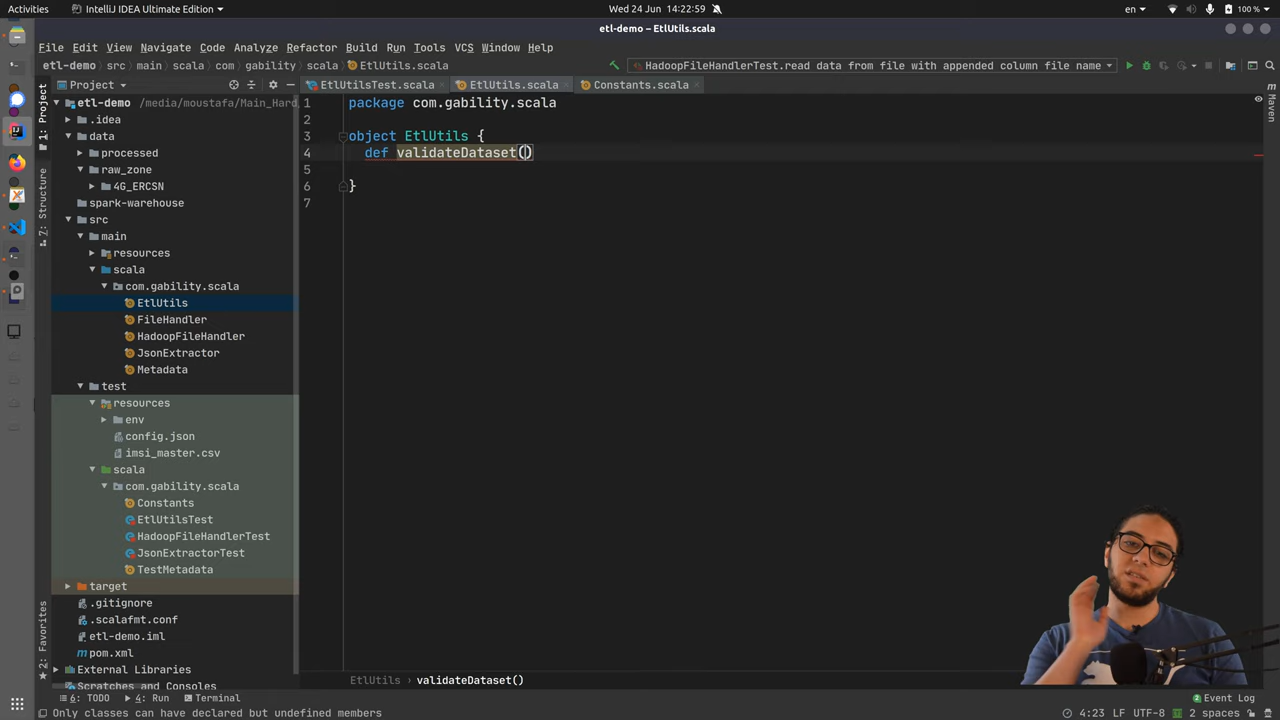 Activities
IntelliJ IDEA Ultimate Edition
Wed 24 Jun 14:22:59
en
100 %
etl-demo – EtlUtils.scala
File Edit View Navigate Code Analyze Refactor Build Run Tools VCS Window Help
etl-demo › src › main › scala › com › gability › scala › EtlUtils.scala
HadoopFileHandlerTest.read data from file with appended column file name
Project
EtlUtilsTest.scala
EtlUtils.scala
Constants.scala
1: Project
7: Structure
2: Favorites
Maven
etl-demo /media/moustafa/Main_Hard
.idea
data
processed
raw_zone
4G_ERCSN
spark-warehouse
src
main
resources
scala
com.gability.scala
EtlUtils
FileHandler
HadoopFileHandler
JsonExtractor
Metadata
test
resources
env
config.json
imsi_master.csv
scala
com.gability.scala
Constants
EtlUtilsTest
HadoopFileHandlerTest
JsonExtractorTest
TestMetadata
target
.gitignore
.scalafmt.conf
etl-demo.iml
pom.xml
External Libraries
Scratches and Consoles
1 package com.gability.scala
2
3 object EtlUtils {
4 def validateDataset()
5
6 }
7
EtlUtils › validateDataset()
6: TODO
4: Run
Terminal
Event Log
Only classes can have declared but undefined members
4:23 LF UTF-8 2 spaces